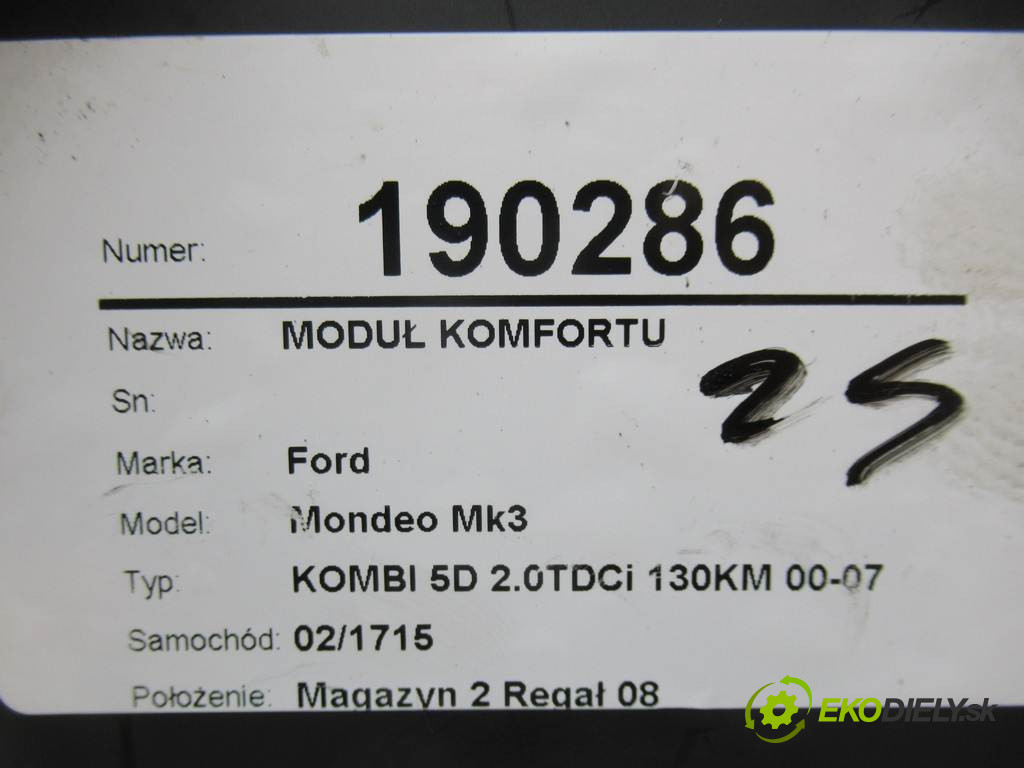 Numer: 190286
Nazwa: MODUŁ KOMFORTU
25
Sn:
Marka: Ford
Model: Mondeo Mk3
Typ: KOMBI 5D 2.0TDCi 130KM 00-07
Samochód: 02/1715
Położenie: Magazyn 2 Regał 08
EKODIELY.sk